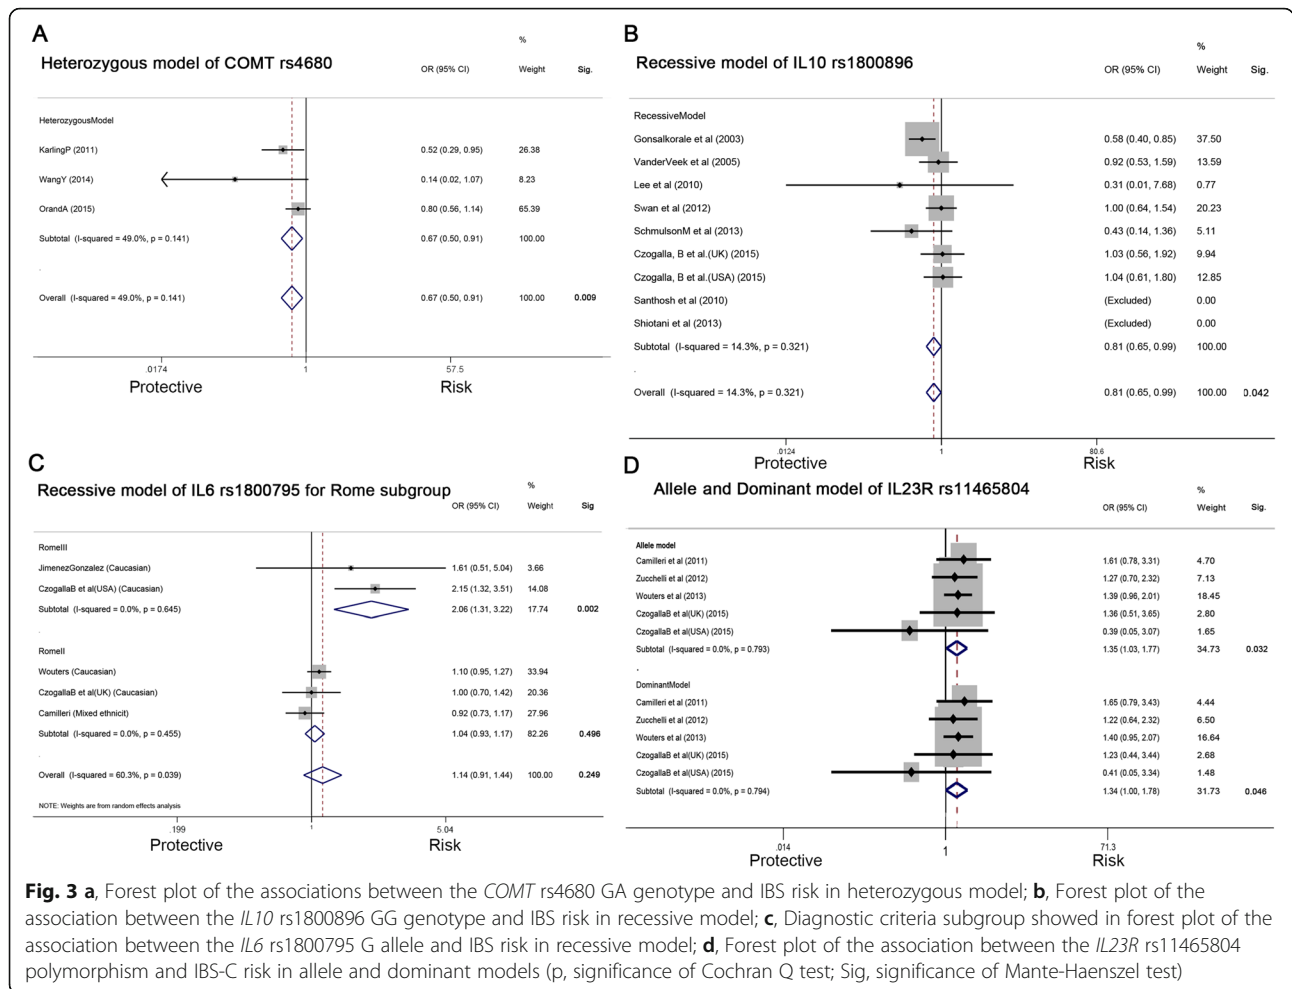 A
%
Heterozygous model of COMT rs4680
OR (95% CI) Weight Sig.
HeterozygousModel
KarlingP (2011) 0.52 (0.29, 0.95) 26.38
WangY (2014) 0.14 (0.02, 1.07) 8.23
OrandA (2015) 0.80 (0.56, 1.14) 65.39
Subtotal (I-squared = 49.0%, p = 0.141) 0.67 (0.50, 0.91) 100.00
.
Overall (I-squared = 49.0%, p = 0.141) 0.67 (0.50, 0.91) 100.00 0.009
.0174 1 57.5
Protective Risk
B
%
Recessive model of IL10 rs1800896
OR (95% CI) Weight Sig.
RecessiveModel
Gonsalkorale et al (2003) 0.58 (0.40, 0.85) 37.50
VanderVeek et al (2005) 0.92 (0.53, 1.59) 13.59
Lee et al (2010) 0.31 (0.01, 7.68) 0.77
Swan et al (2012) 1.00 (0.64, 1.54) 20.23
SchmulsonM et al (2013) 0.43 (0.14, 1.36) 5.11
Czogalla, B et al.(UK) (2015) 1.03 (0.56, 1.92) 9.94
Czogalla, B et al.(USA) (2015) 1.04 (0.61, 1.80) 12.85
Santhosh et al (2010) (Excluded) 0.00
Shiotani et al (2013) (Excluded) 0.00
Subtotal (I-squared = 14.3%, p = 0.321) 0.81 (0.65, 0.99) 100.00
.
Overall (I-squared = 14.3%, p = 0.321) 0.81 (0.65, 0.99) 100.00 0.042
.0124 1 80.6
Protective Risk
C
%
Recessive model of IL6 rs1800795 for Rome subgroup
OR (95% CI) Weight Sig
RomeIII
JimenezGonzalez (Caucasian) 1.61 (0.51, 5.04) 3.66
CzogallaB et al(USA) (Caucasian) 2.15 (1.32, 3.51) 14.08
Subtotal (I-squared = 0.0%, p = 0.645) 2.06 (1.31, 3.22) 17.74 0.002
.
RomeII
Wouters (Caucasian) 1.10 (0.95, 1.27) 33.94
CzogallaB et al(UK) (Caucasian) 1.00 (0.70, 1.42) 20.36
Camilleri (Mixed ethnicit) 0.92 (0.73, 1.17) 27.96
Subtotal (I-squared = 0.0%, p = 0.455) 1.04 (0.93, 1.17) 82.26 0.496
.
Overall (I-squared = 60.3%, p = 0.039) 1.14 (0.91, 1.44) 100.00 0.249
NOTE: Weights are from random effects analysis
.199 1 5.04
Protective Risk
D
%
Allele and Dominant model of IL23R rs11465804
OR (95% CI) Weight Sig.
Allele model
Camilleri et al (2011) 1.61 (0.78, 3.31) 4.70
Zucchelli et al (2012) 1.27 (0.70, 2.32) 7.13
Wouters et al (2013) 1.39 (0.96, 2.01) 18.45
CzogallaB et al(UK) (2015) 1.36 (0.51, 3.65) 2.80
CzogallaB et al(USA) (2015) 0.39 (0.05, 3.07) 1.65
Subtotal (I-squared = 0.0%, p = 0.793) 1.35 (1.03, 1.77) 34.73 0.032
.
DominantModel
Camilleri et al (2011) 1.65 (0.79, 3.43) 4.44
Zucchelli et al (2012) 1.22 (0.64, 2.32) 6.50
Wouters et al (2013) 1.40 (0.95, 2.07) 16.64
CzogallaB et al(UK) (2015) 1.23 (0.44, 3.44) 2.68
CzogallaB et al(USA) (2015) 0.41 (0.05, 3.34) 1.48
Subtotal (I-squared = 0.0%, p = 0.794) 1.34 (1.00, 1.78) 31.73 0.046
.014 1 71.3
Protective Risk
Fig. 3 a, Forest plot of the associations between the COMT rs4680 GA genotype and IBS risk in heterozygous model; b, Forest plot of the
association between the IL10 rs1800896 GG genotype and IBS risk in recessive model; c, Diagnostic criteria subgroup showed in forest plot of the
association between the IL6 rs1800795 G allele and IBS risk in recessive model; d, Forest plot of the association between the IL23R rs11465804
polymorphism and IBS-C risk in allele and dominant models (p, significance of Cochran Q test; Sig, significance of Mante-Haenszel test)